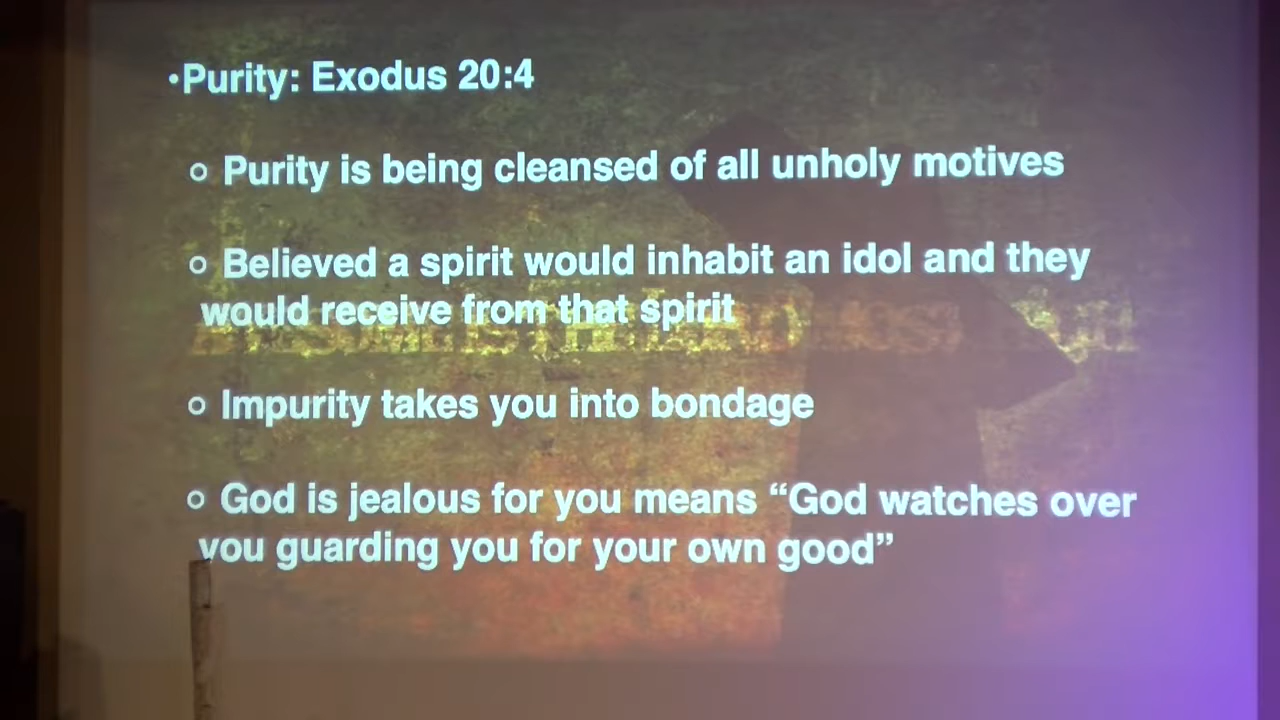 •Purity: Exodus 20:4
○ Purity is being cleansed of all unholy motives
○ Believed a spirit would inhabit an idol and they
would receive from that spirit
○ Impurity takes you into bondage
○ God is jealous for you means “God watches over
you guarding you for your own good”